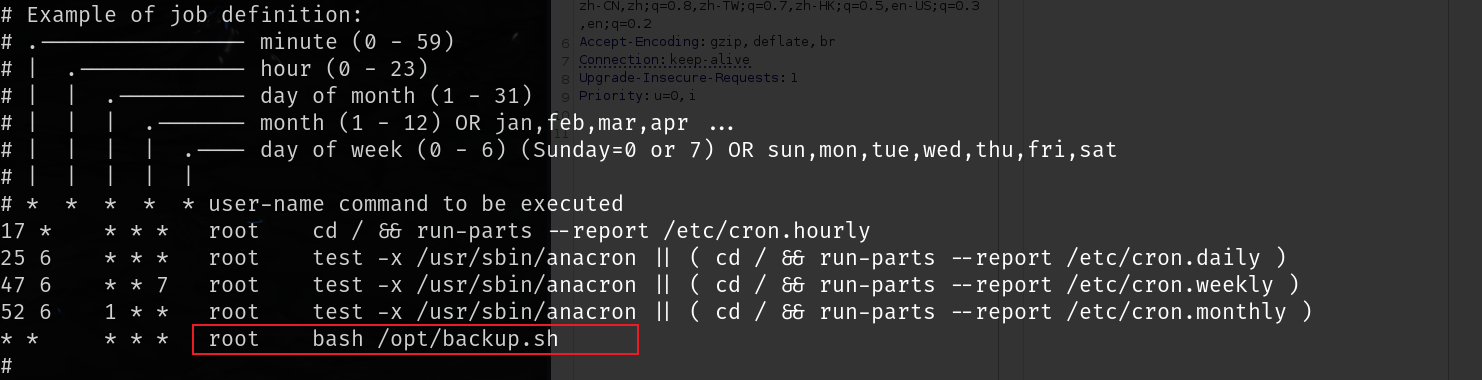 # Example of job definition:
# .---------------- minute (0 - 59)
# |  .------------- hour (0 - 23)
# |  |  .---------- day of month (1 - 31)
# |  |  |  .------- month (1 - 12) OR jan,feb,mar,apr ...
# |  |  |  |  .---- day of week (0 - 6) (Sunday=0 or 7) OR sun,mon,tue,wed,thu,fri,sat
# |  |  |  |  |
# *  *  *  *  * user-name command to be executed
17 *    * * *   root    cd / && run-parts --report /etc/cron.hourly
25 6    * * *   root    test -x /usr/sbin/anacron || ( cd / && run-parts --report /etc/cron.daily )
47 6    * * 7   root    test -x /usr/sbin/anacron || ( cd / && run-parts --report /etc/cron.weekly )
52 6    1 * *   root    test -x /usr/sbin/anacron || ( cd / && run-parts --report /etc/cron.monthly )
* *     * * *   root    bash /opt/backup.sh
#
zh-CN,zh;q=0.8,zh-TW;q=0.7,zh-HK;q=0.5,en-US;q=0.3
,en;q=0.2
6 Accept-Encoding: gzip, deflate, br
7 Connection: keep-alive
8 Upgrade-Insecure-Requests: 1
9 Priority: u=0, i
10
11